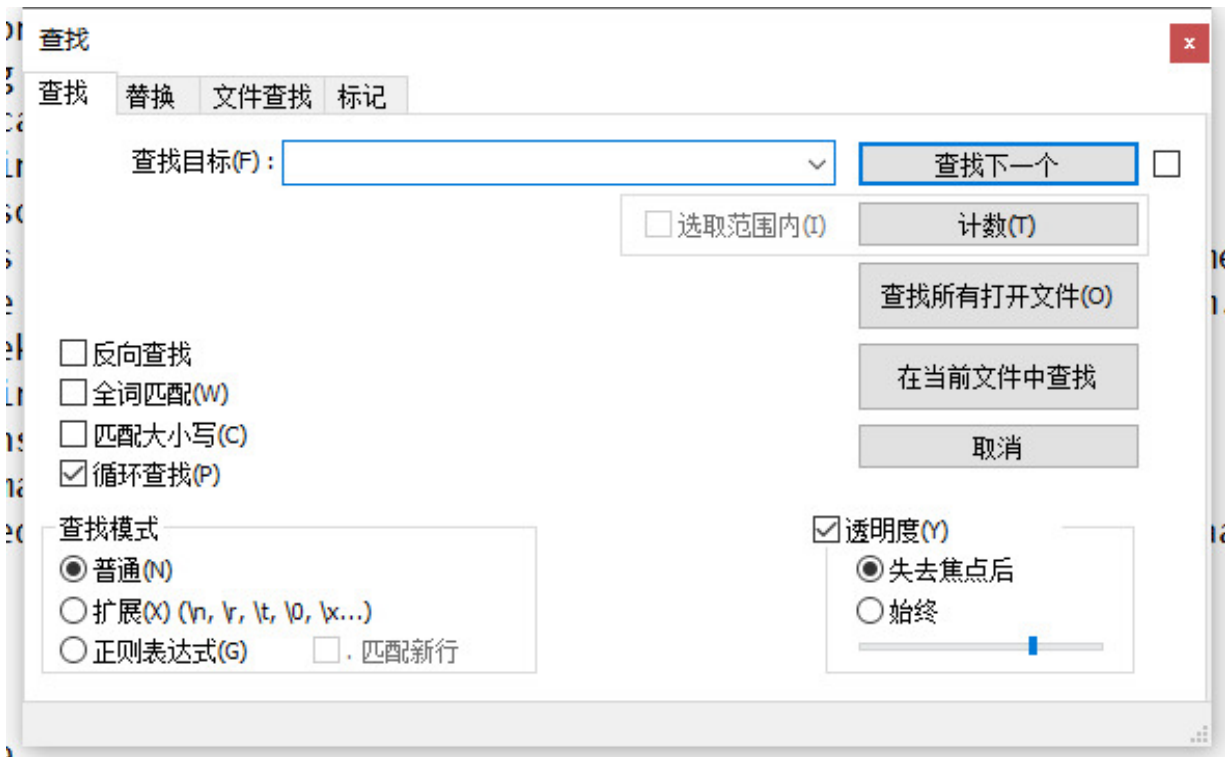 查找
x
查找 替换 文件查找 标记
查找目标(F)： 查找下一个
选取范围内(I) 计数(T)
查找所有打开文件(O)
反向查找
在当前文件中查找
全词匹配(W)
匹配大小写(C)
取消
循环查找(P)
查找模式 透明度(Y)
普通(N) 失去焦点后
扩展(X) (\n, \r, \t, \0, \x...) 始终
正则表达式(G) . 匹配新行